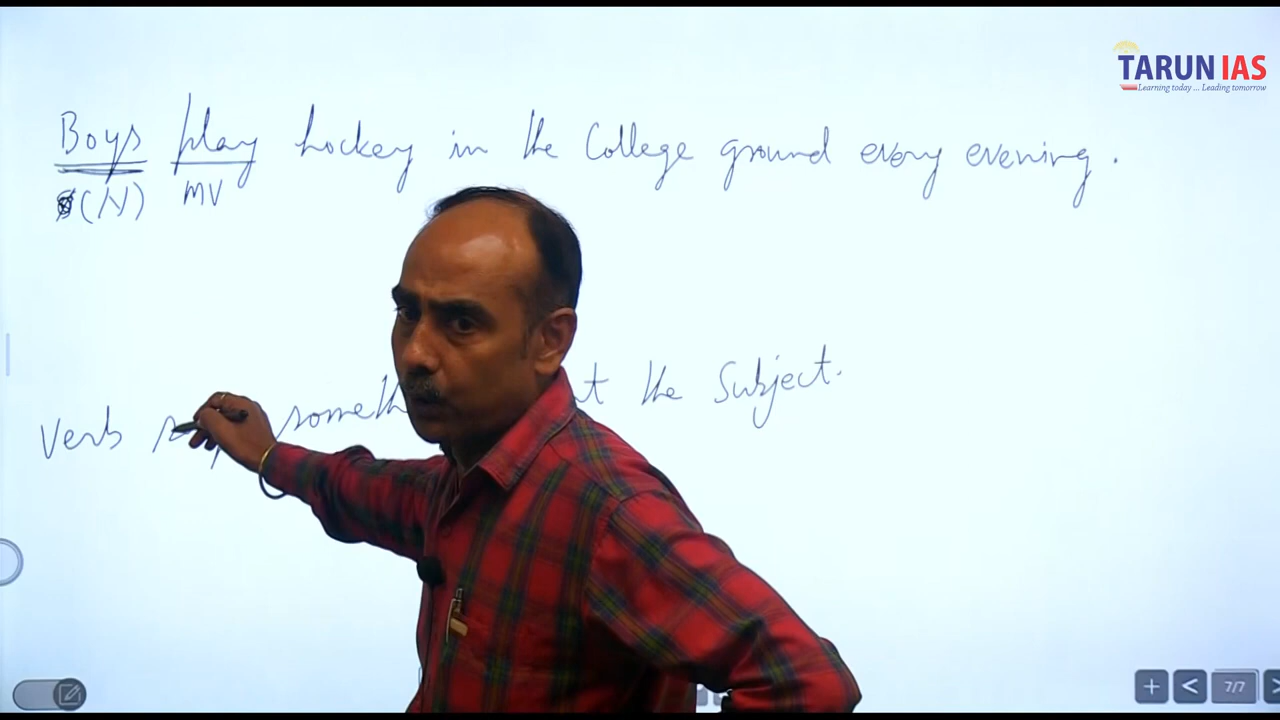 TARUN IAS
Learning today ... Leading tomorrow
Boys play hockey in the College ground every evening.
(N) MV
Verb someth t the Subject.
7/7